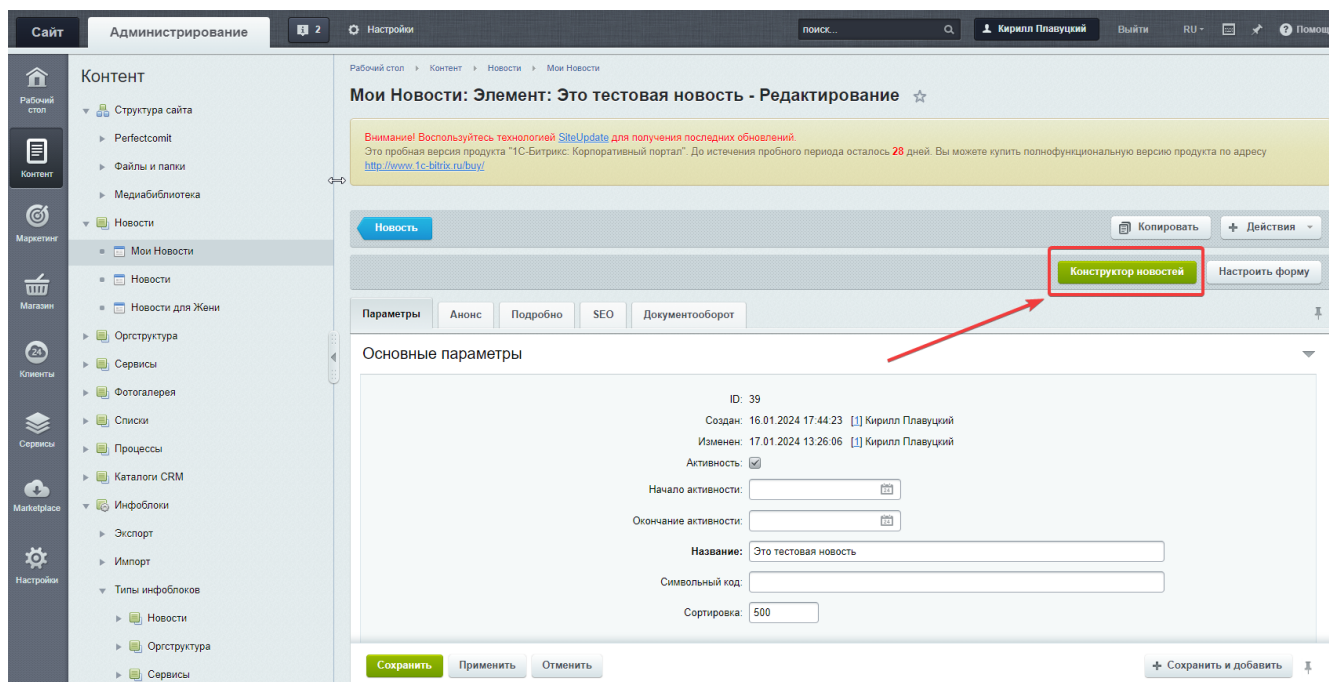 Сайт
Администрирование
2
Настройки
поиск...
Кирилл Плавуцкий
Выйти
RU
Рабочий стол
Контент
Маркетинг
Магазин
24
Клиенты
Сервисы
Marketplace
Настройки
Контент
Структура сайта
Perfectcomit
Файлы и папки
Медиабиблиотека
Новости
Мои Новости
Новости
Новости для Жени
Оргструктура
Сервисы
Фотогалерея
Списки
Процессы
Каталоги CRM
Инфоблоки
Экспорт
Импорт
Типы инфоблоков
Новости
Оргструктура
Сервисы
Рабочий стол Контент Новости Мои Новости
Мои Новости: Элемент: Это тестовая новость - Редактирование
Внимание! Воспользуйтесь технологией SiteUpdate для получения последних обновлений.
Это пробная версия продукта "1С-Битрикс: Корпоративный портал". До истечения пробного периода осталось 28 дней. Вы можете купить полнофункциональную версию продукта по адресу
http://www.1c-bitrix.ru/buy/
Новость
Копировать
+ Действия
Конструктор новостей
Настроить форму
Параметры
Анонс
Подробно
SEO
Документооборот
Основные параметры
ID: 39
Создан: 16.01.2024 17:44:23 [1] Кирилл Плавуцкий
Изменен: 17.01.2024 13:26:06 [1] Кирилл Плавуцкий
Активность:
Начало активности:
Окончание активности:
Название: Это тестовая новость
Символьный код:
Сортировка: 500
Сохранить
Применить
Отменить
+ Сохранить и добавить